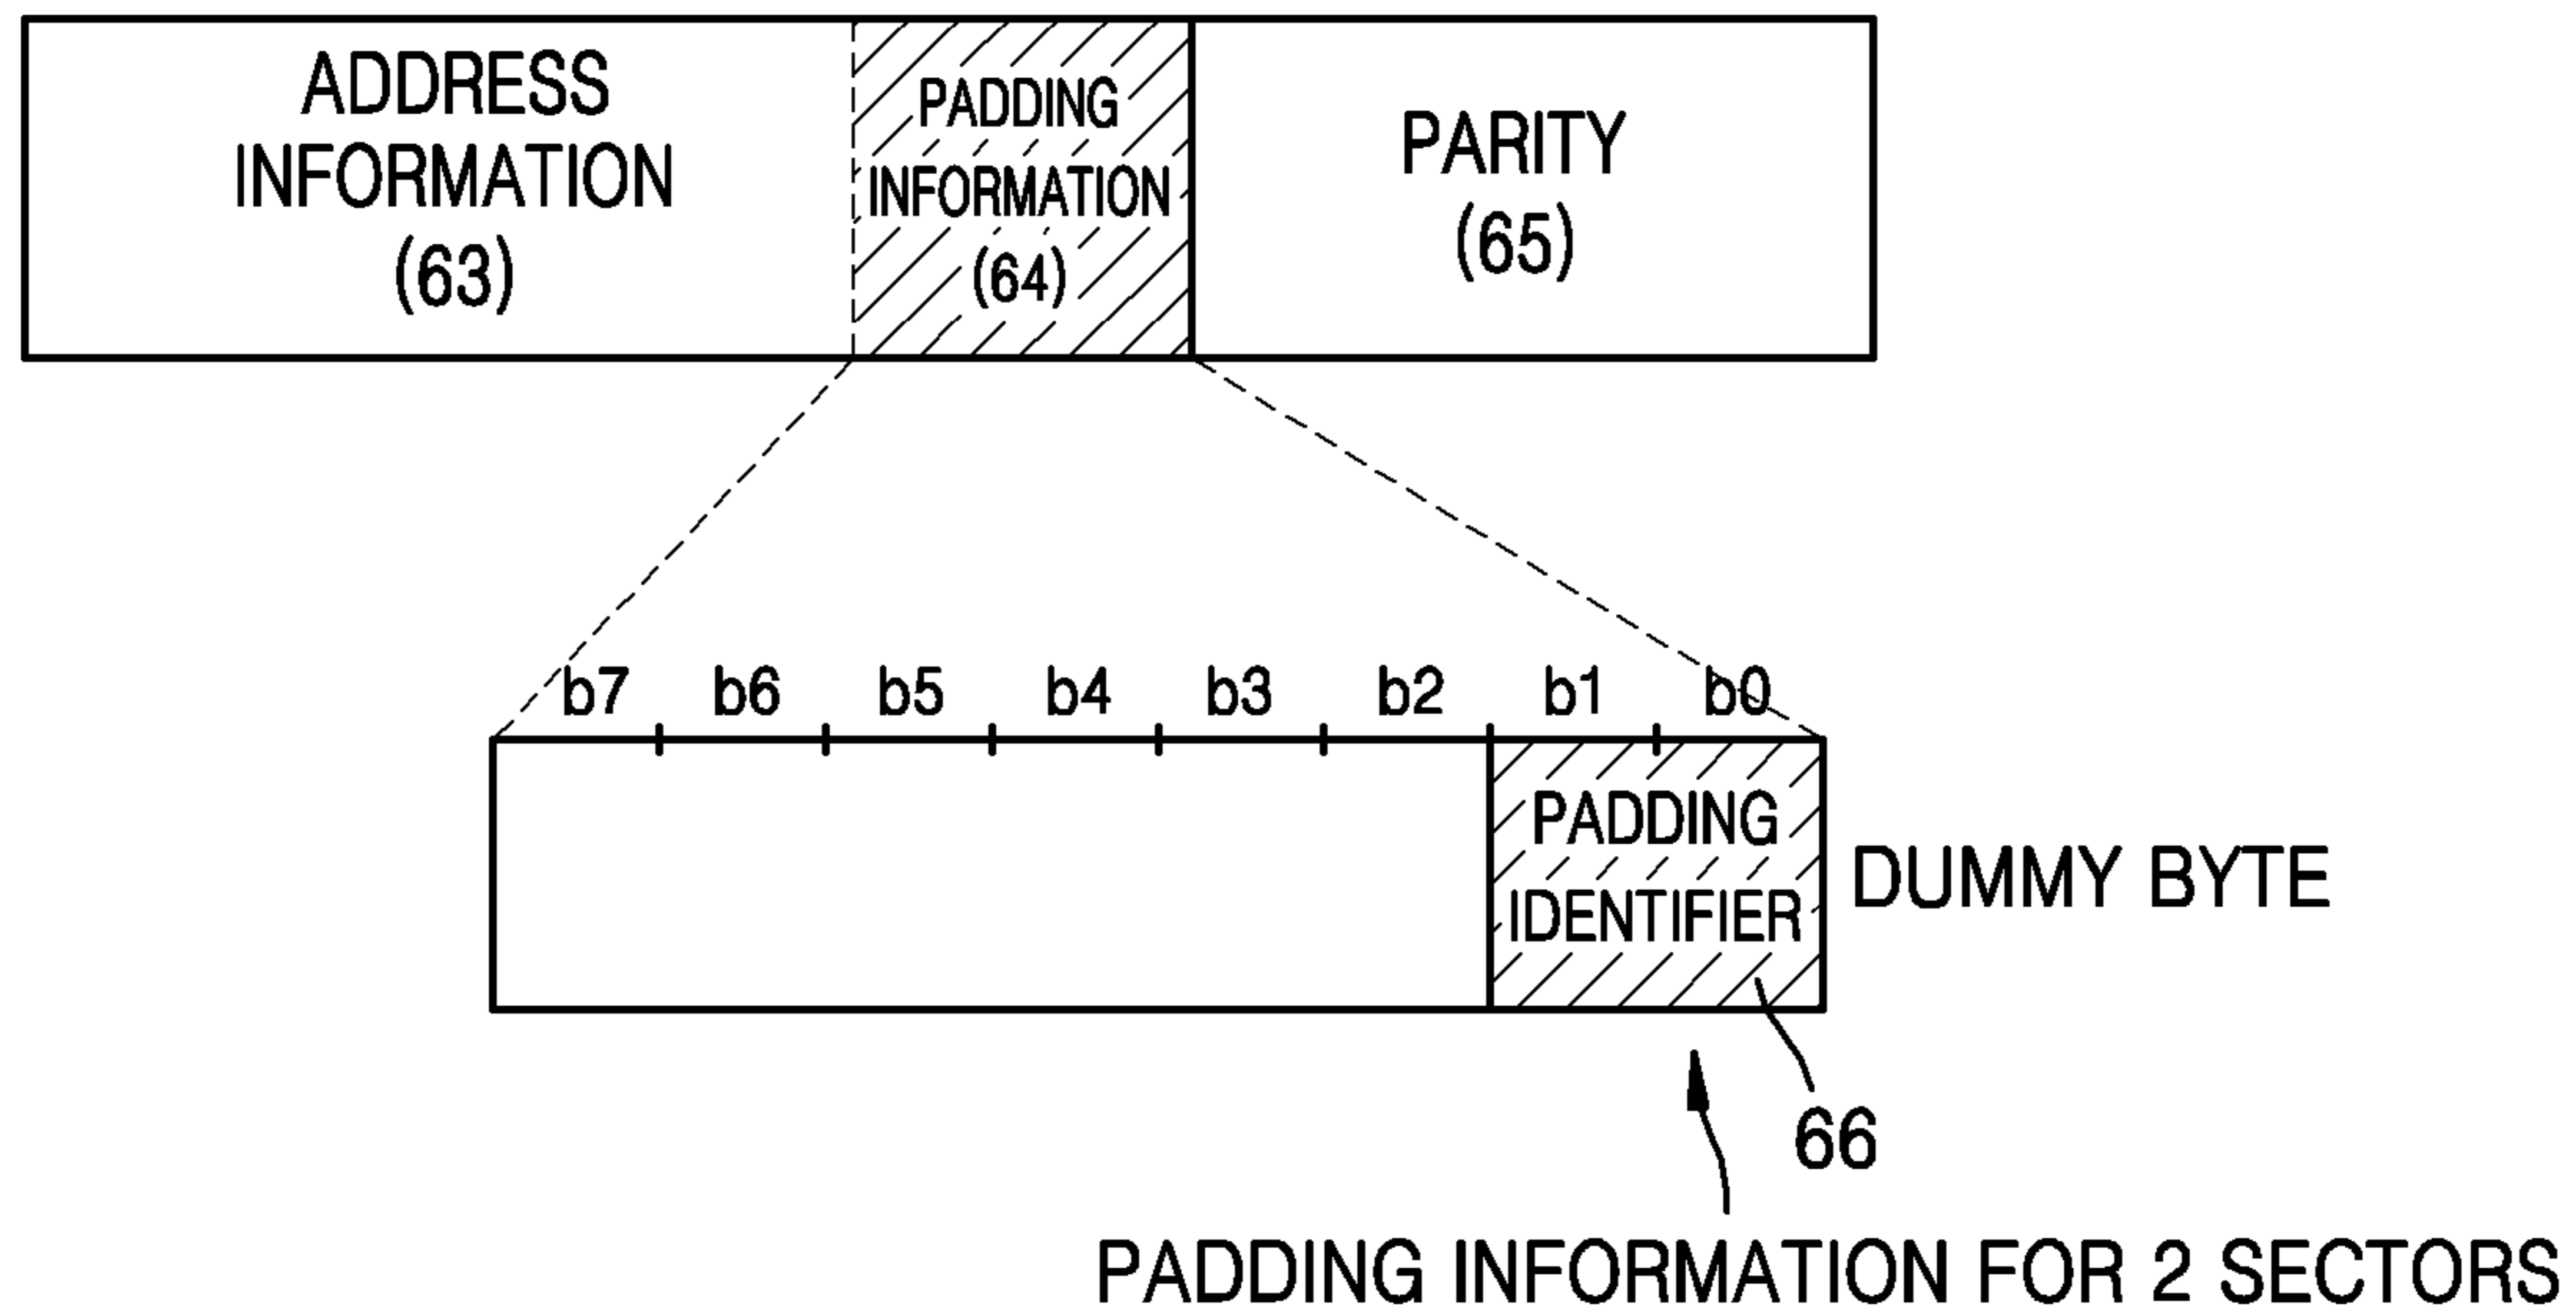 ADDRESS
INFORMATION
(63)
PADDING
INFORMATION
(64)
PARITY
(65)
b7 b6 b5 b4 b3 b2 b1 b0
PADDING
IDENTIFIER
DUMMY BYTE
66
PADDING INFORMATION FOR 2 SECTORS